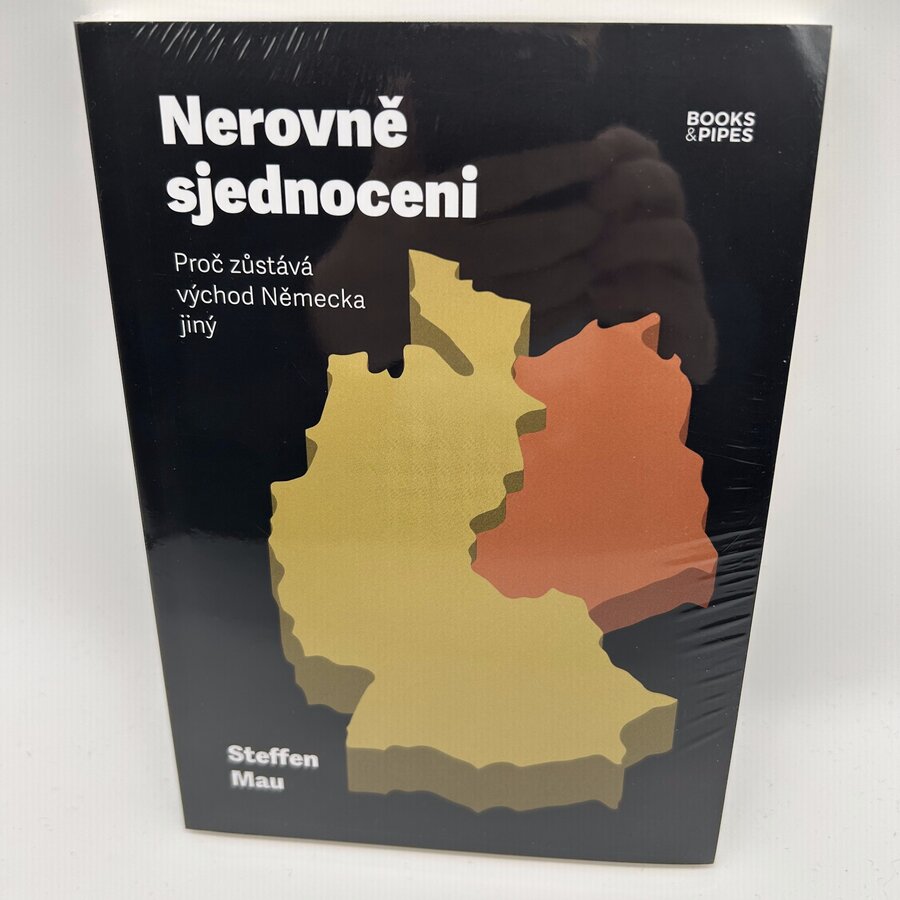 Nerovně
sjednoceni
BOOKS
&PIPES
Proč zůstává
východ Německa
jiný
Steffen
Mau